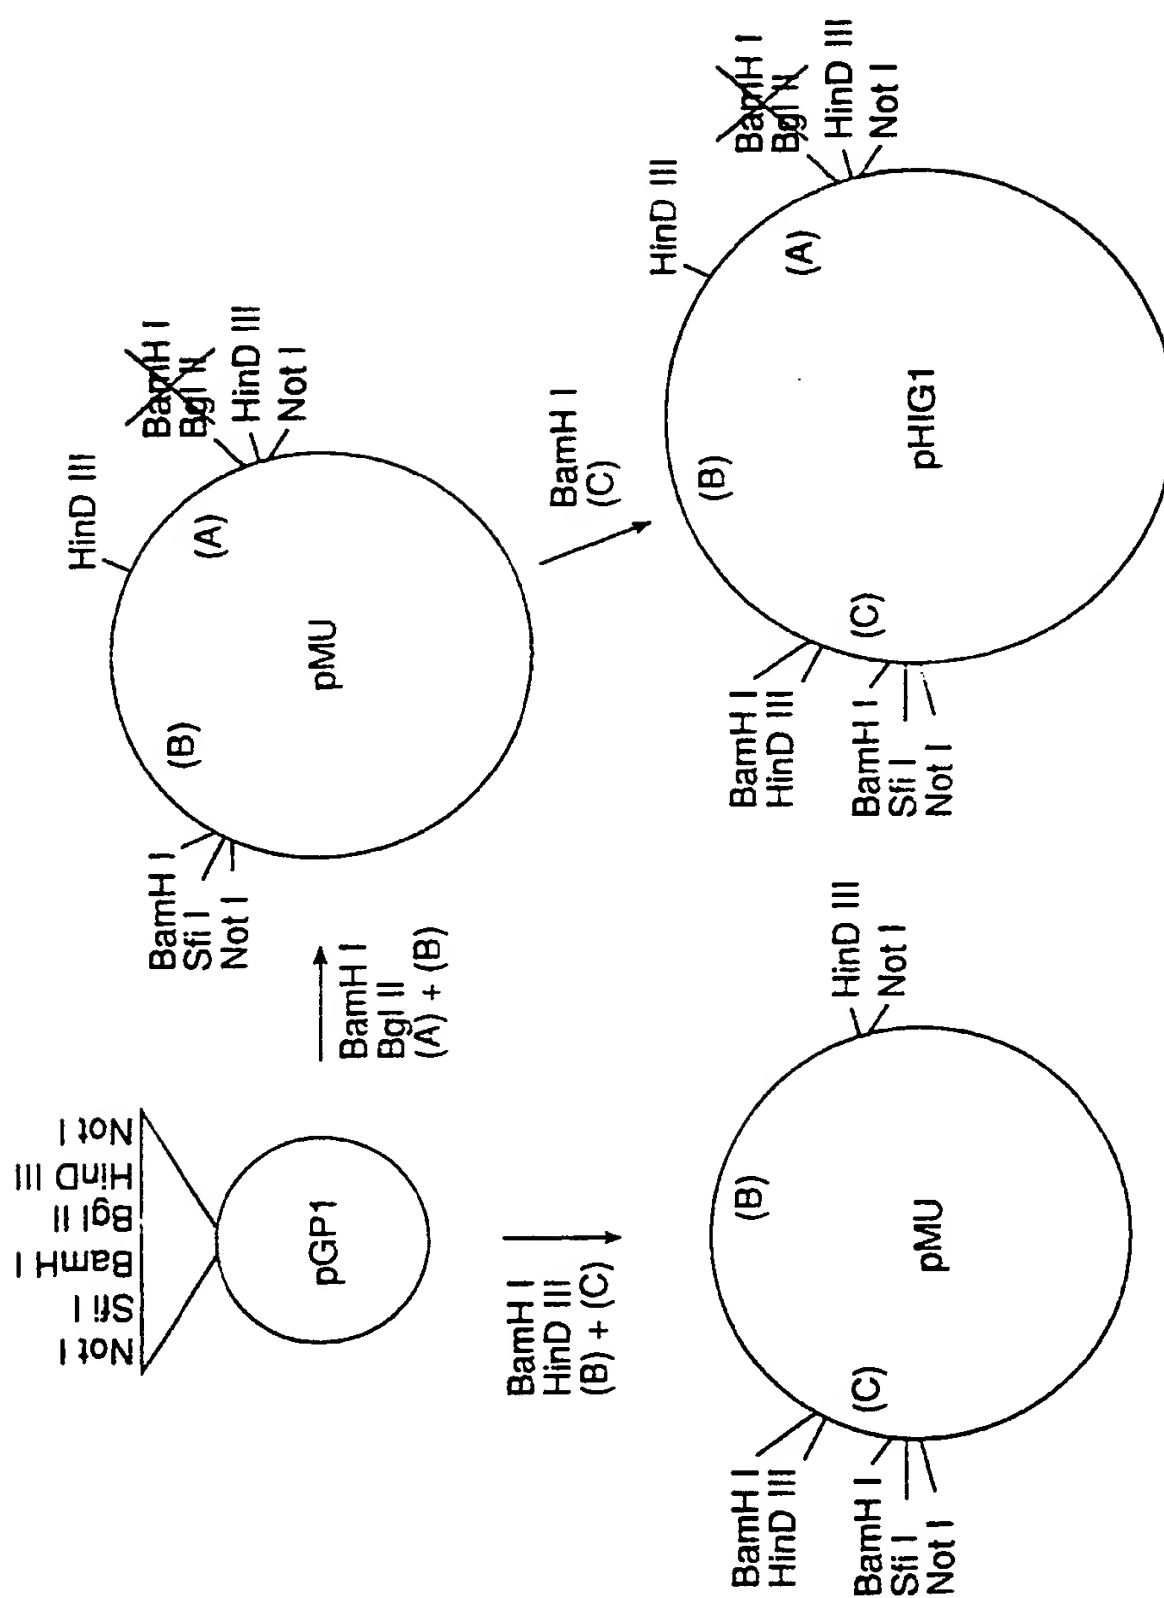 Not I
Sfi I
BamH I
Bgl II
HinD III
Not I
pGP1
BamH I
Bgl II
(A) + (B)
BamH I
Sfi I
Not I
HinD III
BamH I
Bgl II
HinD III
Not I
(B)
(A)
pMU
BamH I
HinD III
(B) + (C)
BamH I
(C)
BamH I
HinD III
BamH I
Sfi I
Not I
(B)
(C)
HinD III
Not I
pMU
BamH I
HinD III
BamH I
Sfi I
Not I
HinD III
BamH I
Bgl II
HinD III
Not I
(B)
(A)
(C)
pHIG1